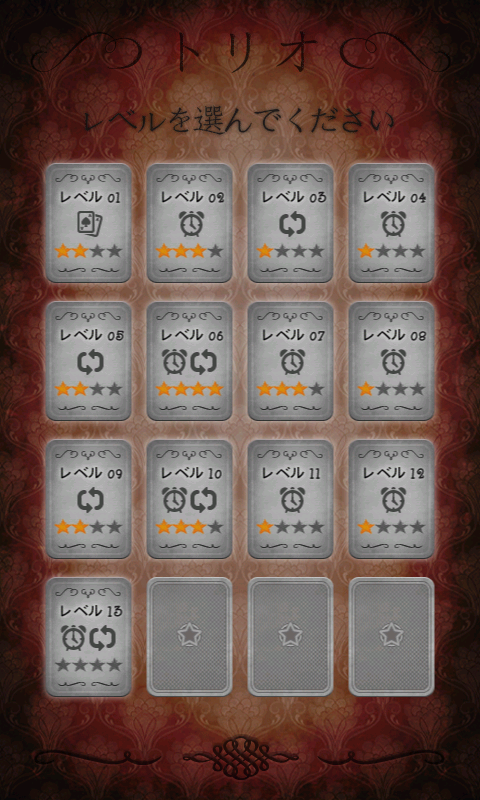 トリオ
レベルを選んでください
レベル 01
レベル 02
レベル 03
レベル 04
レベル 05
レベル 06
レベル 07
レベル 08
レベル 09
レベル 10
レベル 11
レベル 12
レベル 13